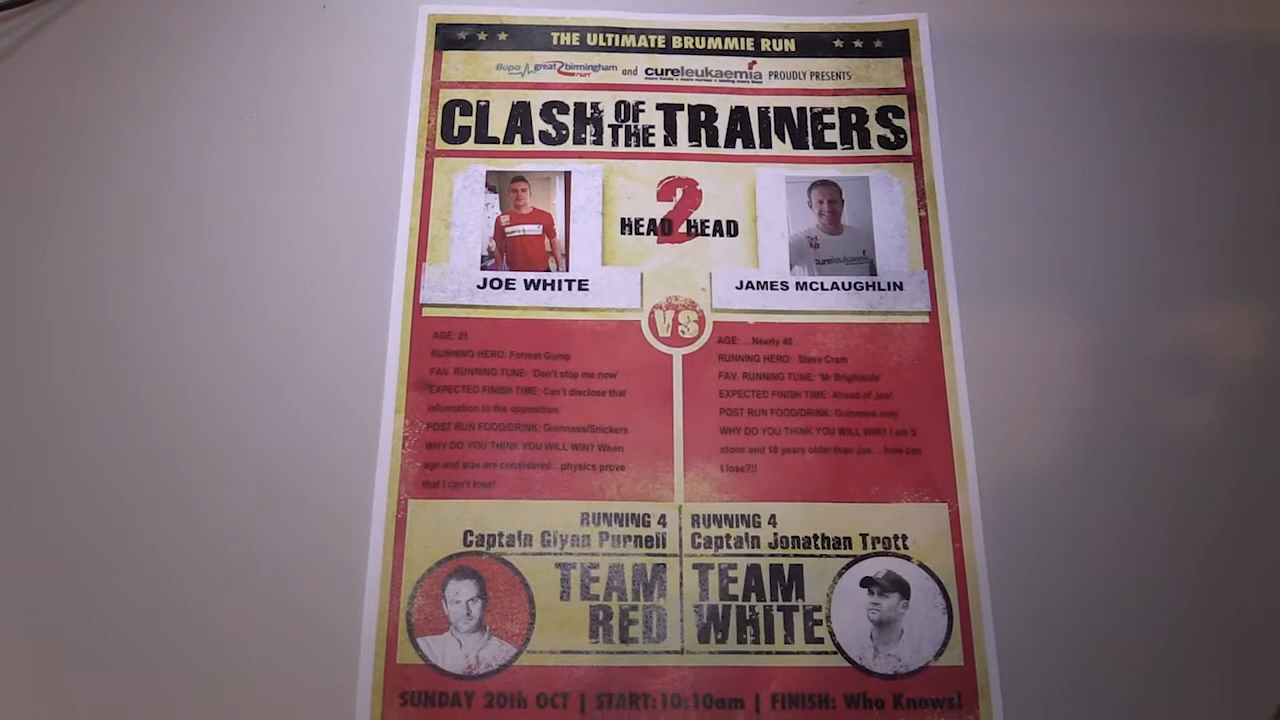 THE ULTIMATE BRUMMIE RUN
Bupa great birmingham run and cureleukaemia PROUDLY PRESENTS
CLASH OF THE TRAINERS
HEAD 2 HEAD
cureleukaemia
JOE WHITE
JAMES MCLAUGHLIN
VS
AGE: 21
RUNNING HERO: Forrest Gump
FAV. RUNNING TUNE: 'Don't stop me now'
EXPECTED FINISH TIME: Can't disclose that
information to the opposition.
POST RUN FOOD/DRINK: Guinness/Snickers
WHY DO YOU THINK YOU WILL WIN? When
age and size are considered...physics prove
that I can't lose!
AGE: ...Nearly 40
RUNNING HERO: Steve Cram
FAV. RUNNING TUNE: 'Mr Brightside'
EXPECTED FINISH TIME: Ahead of Joe!
POST RUN FOOD/DRINK: Guinness only
WHY DO YOU THINK YOU WILL WIN? I am 5
stone and 18 years older than Joe... how can
I lose?!!
RUNNING 4
Captain Glynn Purnell
TEAM
RED
RUNNING 4
Captain Jonathan Trott
TEAM
WHITE
SUNDAY 20th OCT | START: 10:10am | FINISH: Who Knows!